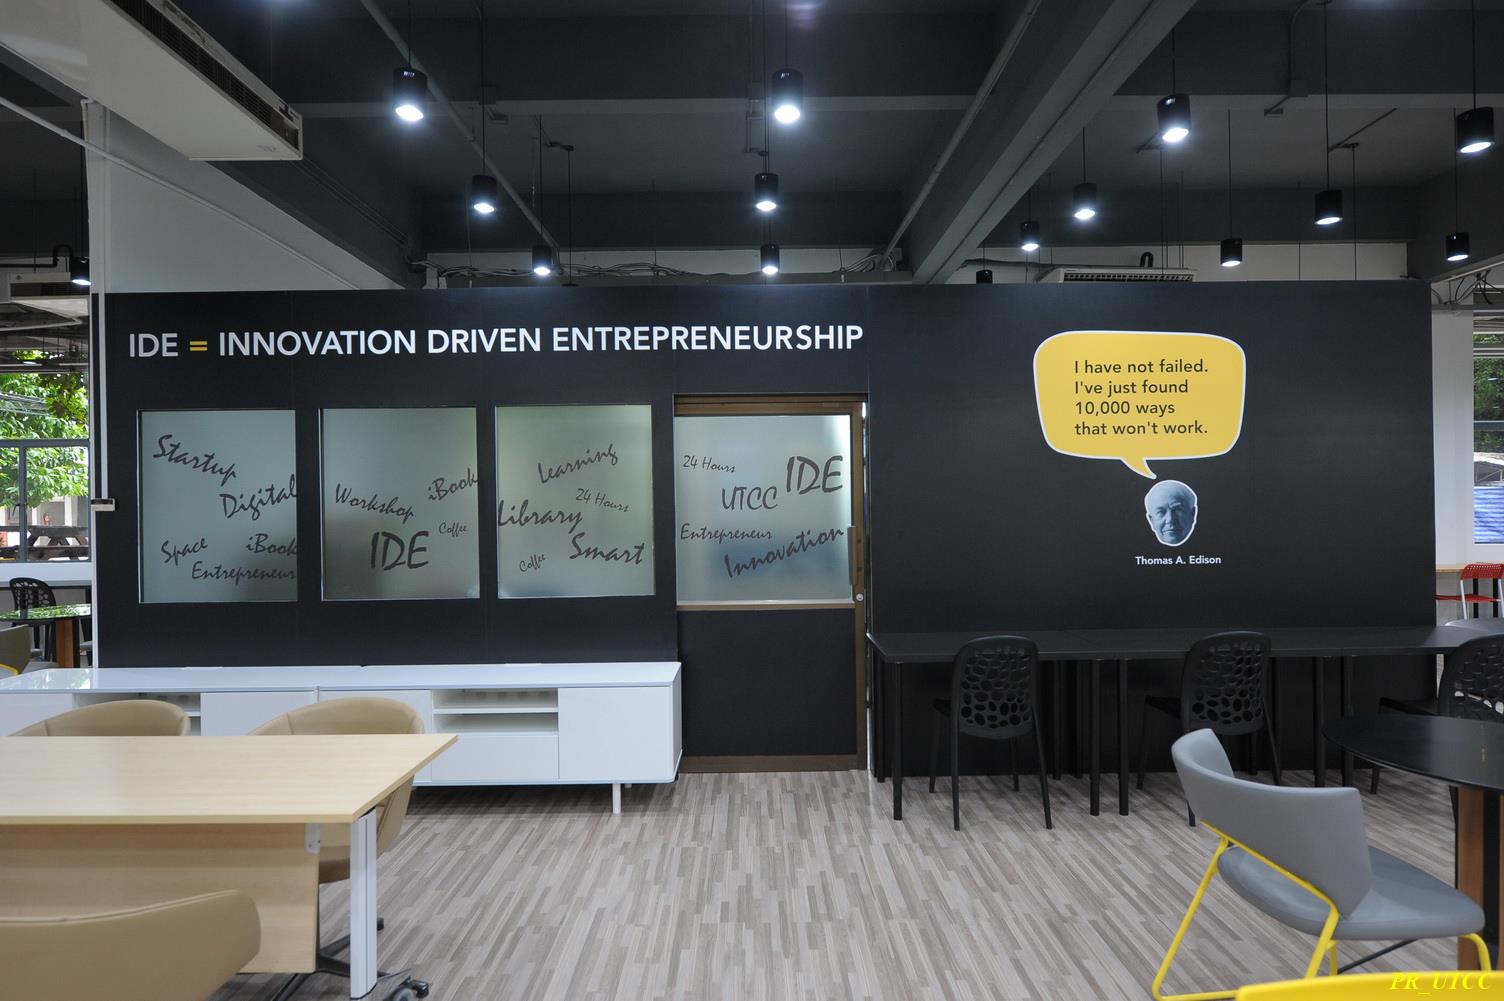 IDE = INNOVATION DRIVEN ENTREPRENEURSHIP
I have not failed.
I've just found
10,000 ways
that won't work.
Thomas A. Edison
Startup
Digital
Space
iBook
Entrepreneur
Workshop
iBook
IDE
Coffee
Learning
24 Hours
Library
Coffee
Smart
24 Hours
UTCC
IDE
Entrepreneur
Innovation
PR_UTCC